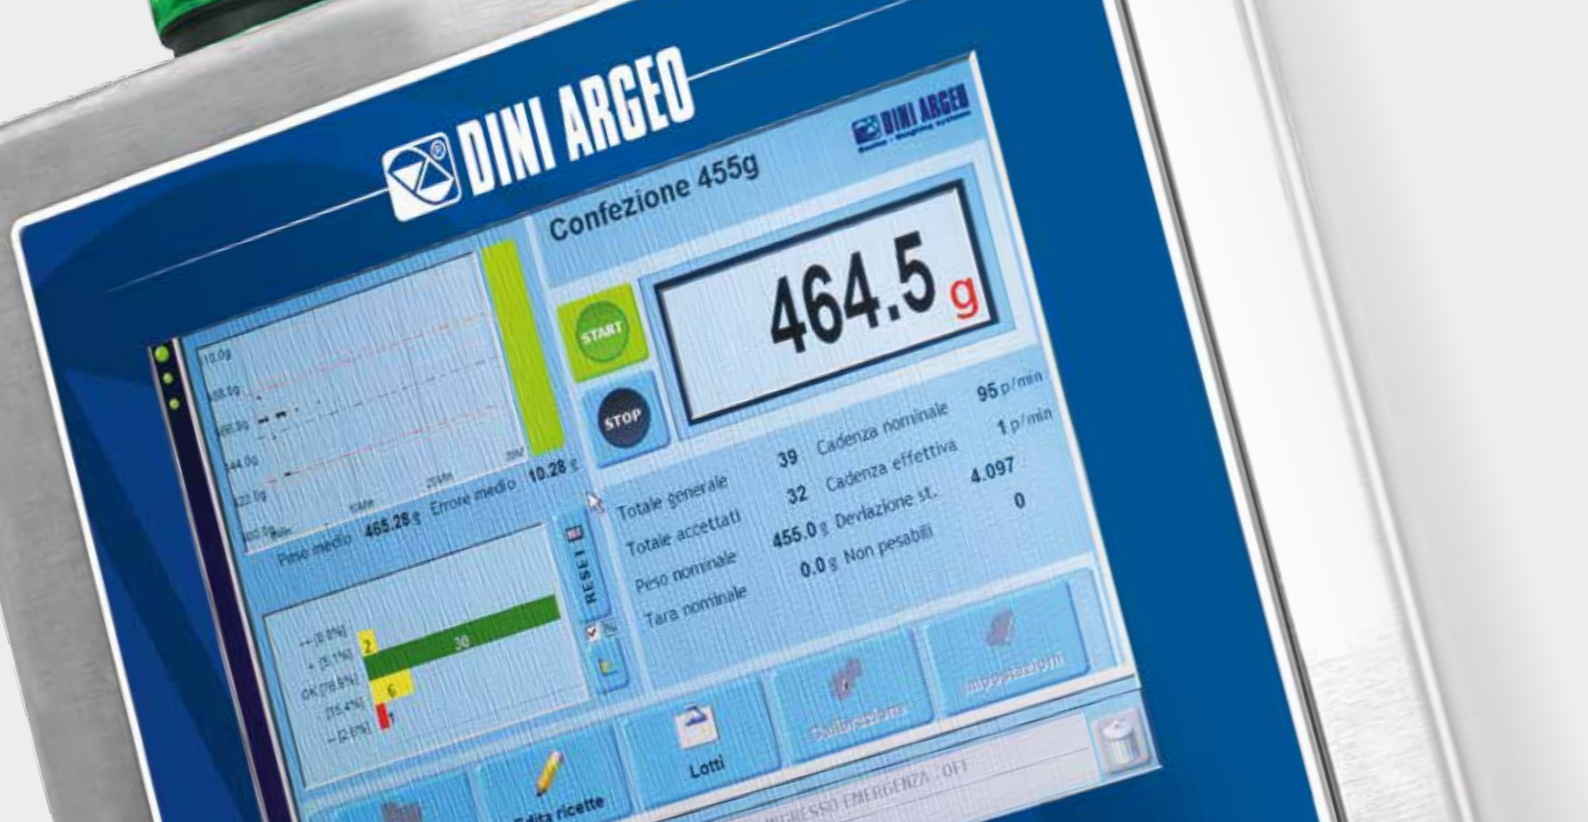 DINI ARGEO
DINI ARGEO
Confezione 455g
464.5 g
START
STOP
10.0g
Peso medio 465.28 g Errore medio 10.28 g
Totale generale 39 Cadenza nominale 95 p/min
Totale accettati 32 Cadenza effettiva 1 p/min
Peso nominale 455.0 g Deviazione st. 4.097
Tara nominale 0.0 g Non pesabili 0
RESET
2
30
6
1
Lotti
Edita ricette
Impostazioni
INGRESSO EMERGENZA : OFF